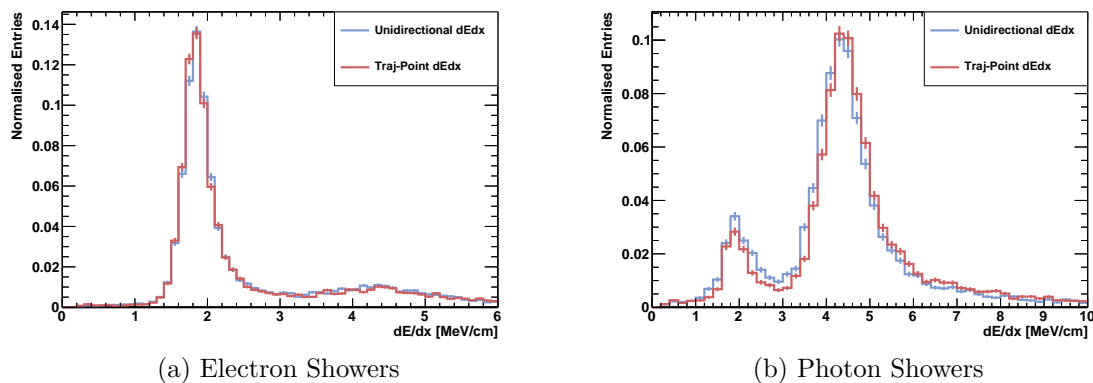 Normalised Entries
0.14
0.12
0.1
0.08
0.06
0.04
0.02
0
0 1 2 3 4 5 6
dE/dx [MeV/cm]
Unidirectional dEdx
Traj-Point dEdx
(a) Electron Showers
Normalised Entries
0.1
0.08
0.06
0.04
0.02
0
0 1 2 3 4 5 6 7 8 9 10
dE/dx [MeV/cm]
Unidirectional dEdx
Traj-Point dEdx
(b) Photon Showers